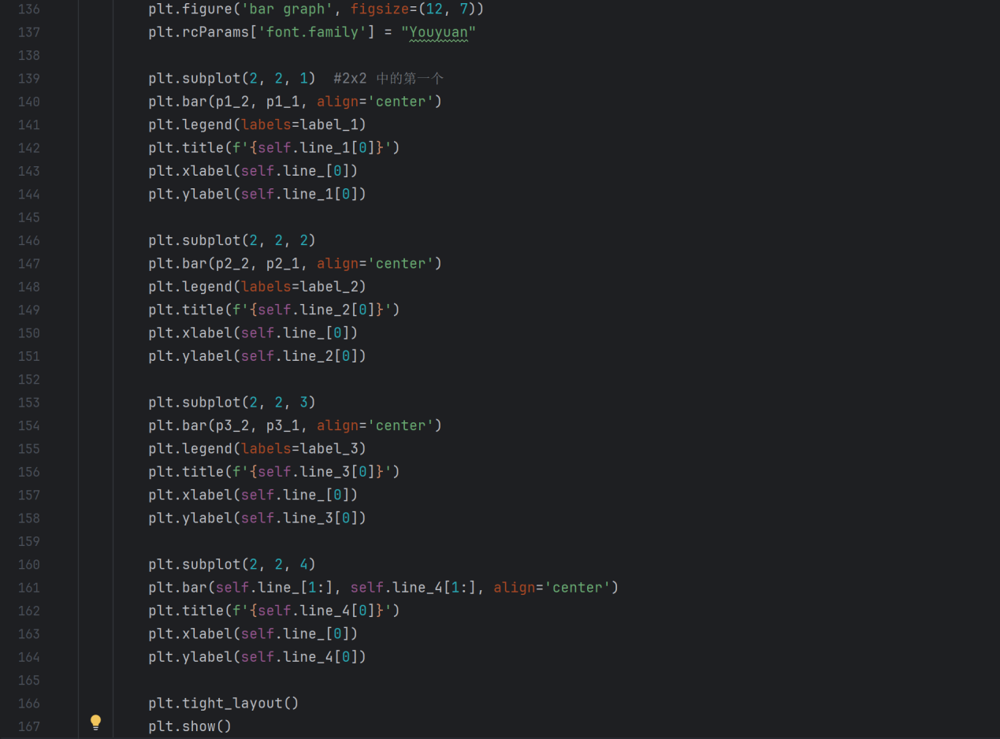 136 plt.figure('bar graph', figsize=(12, 7))
137 plt.rcParams['font.family'] = "Youyuan"
138
139 plt.subplot(2, 2, 1)  #2x2 中的第一个
140 plt.bar(p1_2, p1_1, align='center')
141 plt.legend(labels=label_1)
142 plt.title(f'{self.line_1[0]}')
143 plt.xlabel(self.line_[0])
144 plt.ylabel(self.line_1[0])
145
146 plt.subplot(2, 2, 2)
147 plt.bar(p2_2, p2_1, align='center')
148 plt.legend(labels=label_2)
149 plt.title(f'{self.line_2[0]}')
150 plt.xlabel(self.line_[0])
151 plt.ylabel(self.line_2[0])
152
153 plt.subplot(2, 2, 3)
154 plt.bar(p3_2, p3_1, align='center')
155 plt.legend(labels=label_3)
156 plt.title(f'{self.line_3[0]}')
157 plt.xlabel(self.line_[0])
158 plt.ylabel(self.line_3[0])
159
160 plt.subplot(2, 2, 4)
161 plt.bar(self.line_[1:], self.line_4[1:], align='center')
162 plt.title(f'{self.line_4[0]}')
163 plt.xlabel(self.line_[0])
164 plt.ylabel(self.line_4[0])
165
166 plt.tight_layout()
167 plt.show()